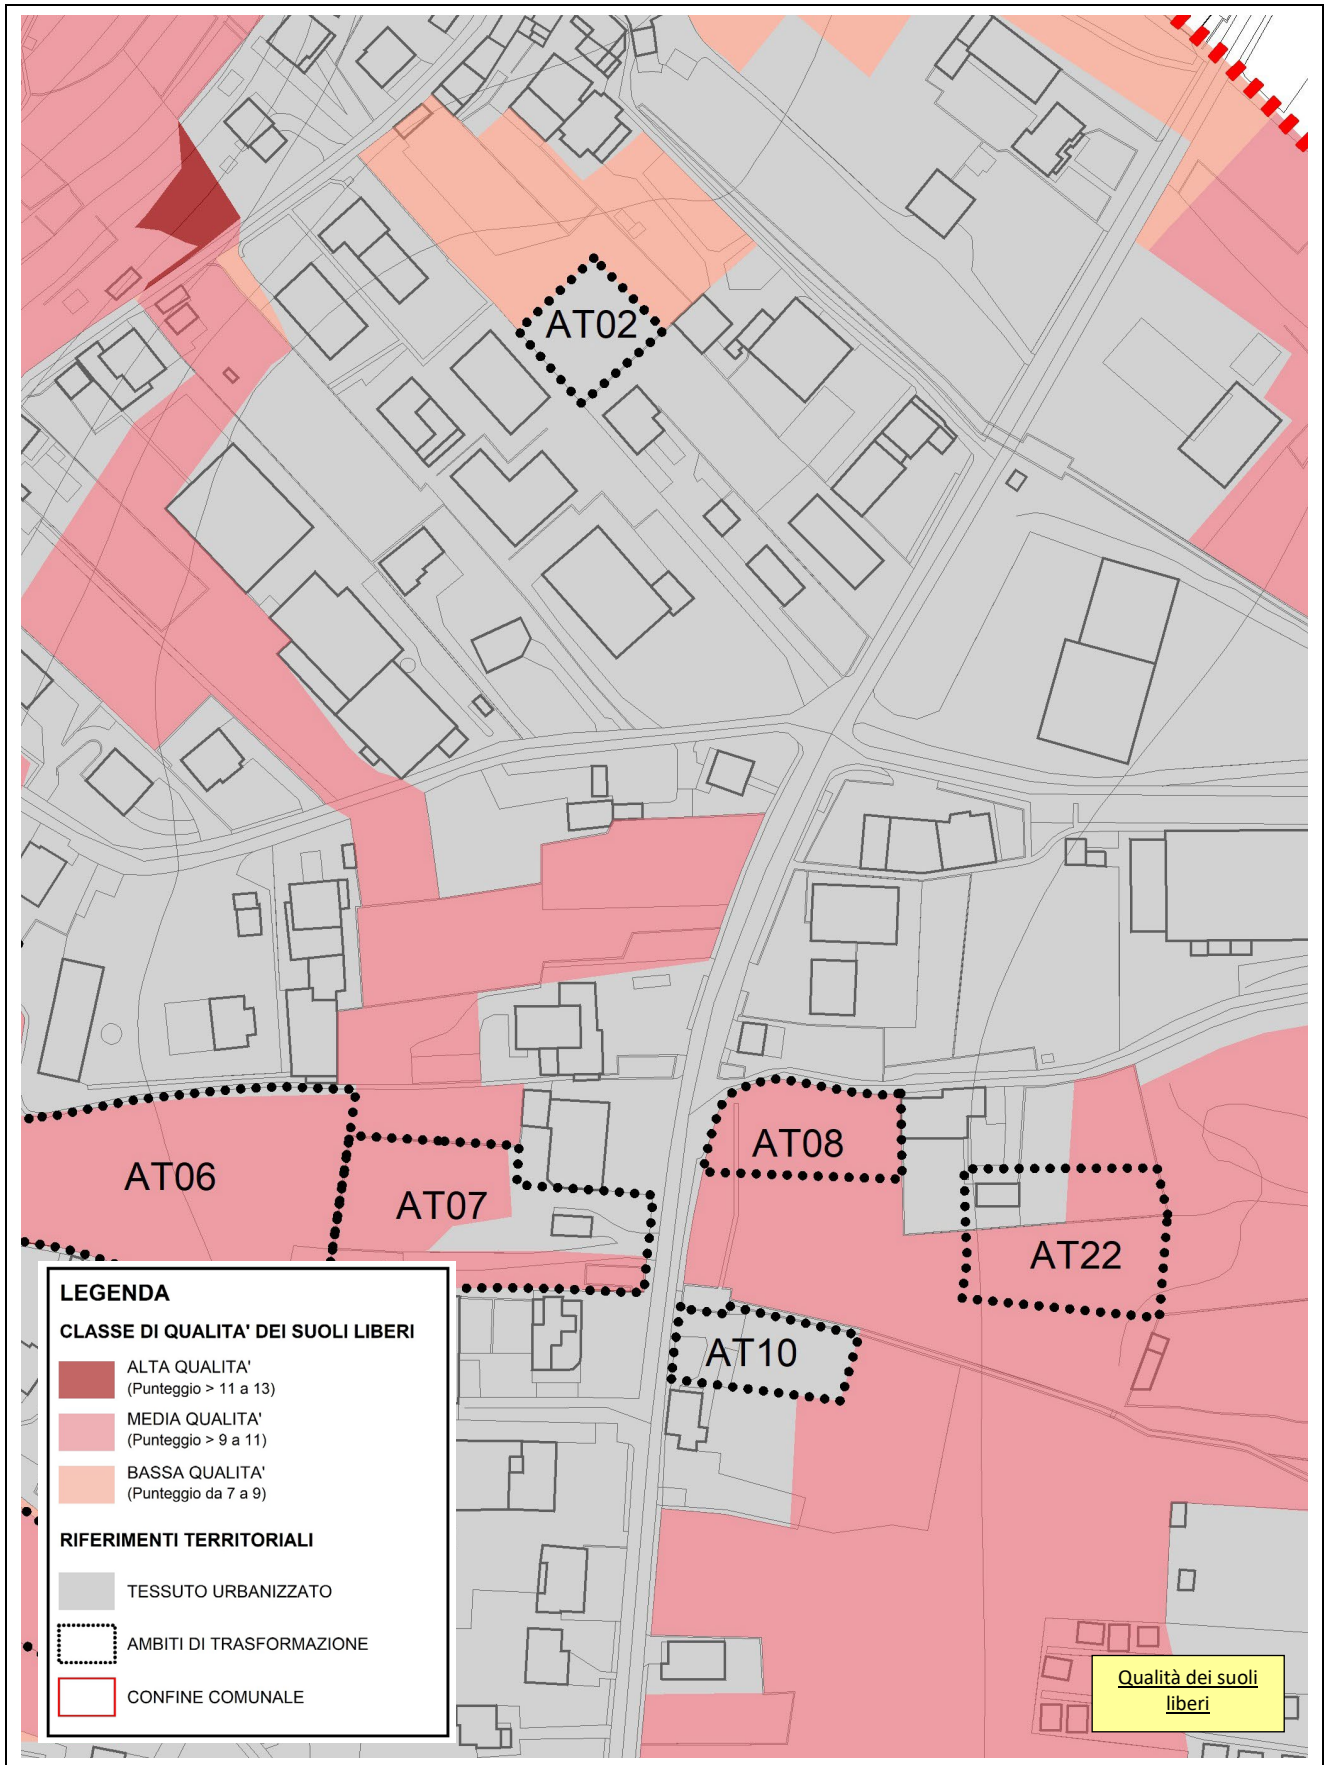 AT02
AT08
AT06
AT07
AT22
AT10
LEGENDA
CLASSE DI QUALITA' DEI SUOLI LIBERI
ALTA QUALITA'
(Punteggio > 11 a 13)
MEDIA QUALITA'
(Punteggio > 9 a 11)
BASSA QUALITA'
(Punteggio da 7 a 9)
RIFERIMENTI TERRITORIALI
TESSUTO URBANIZZATO
AMBITI DI TRASFORMAZIONE
CONFINE COMUNALE
Qualità dei suoli
liberi